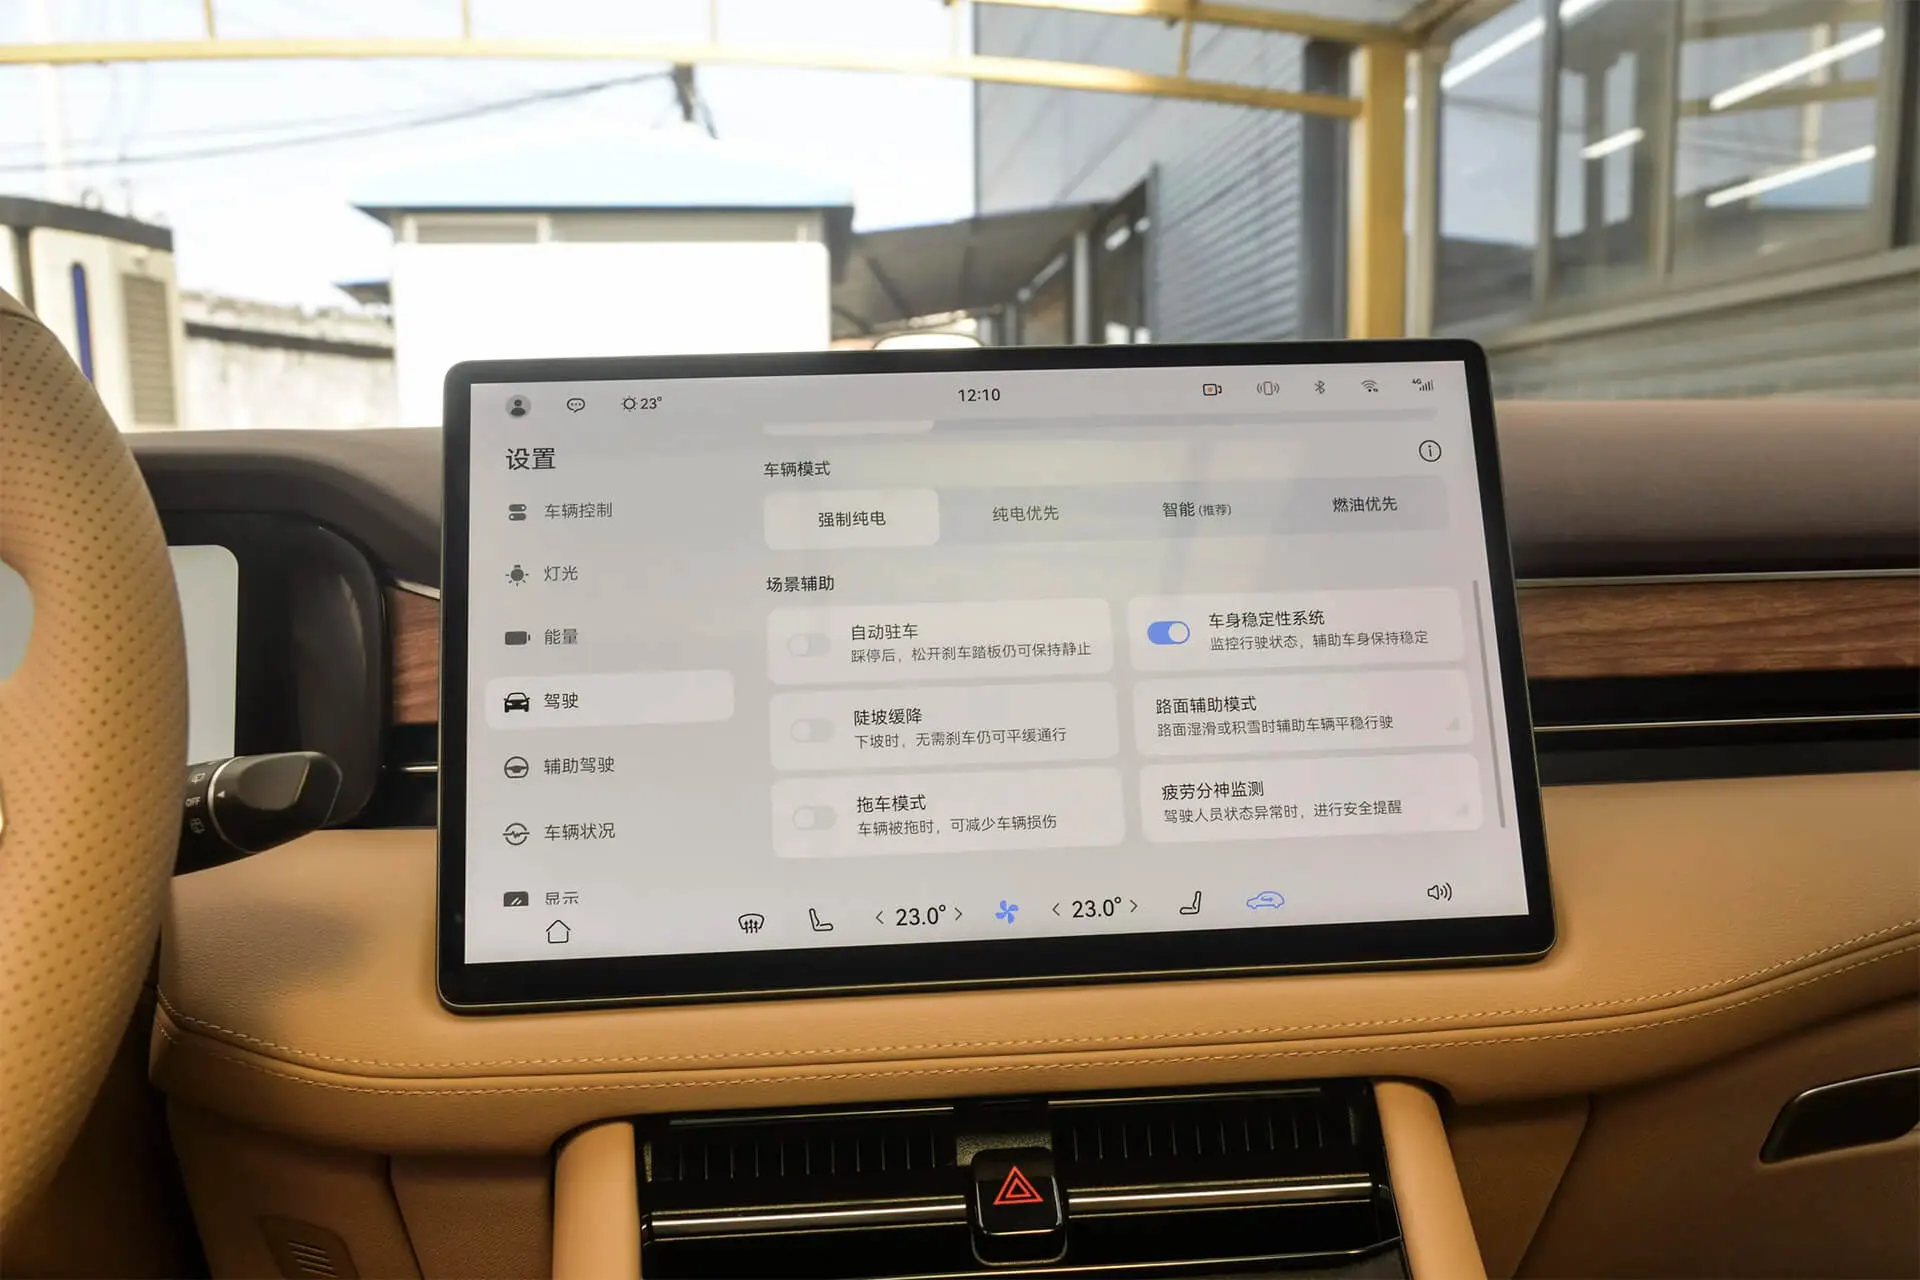 23°
12:10
4G
设置
车辆控制
灯光
能量
驾驶
辅助驾驶
车辆状况
显示
车辆模式
强制纯电
纯电优先
智能(推荐)
燃油优先
场景辅助
自动驻车
踩停后，松开刹车踏板仍可保持静止
车身稳定性系统
监控行驶状态，辅助车身保持稳定
陡坡缓降
下坡时，无需刹车仍可平缓通行
路面辅助模式
路面湿滑或积雪时辅助车辆平稳行驶
拖车模式
车辆被拖时，可减少车辆损伤
疲劳分神监测
驾驶人员状态异常时，进行安全提醒
< 23.0° >
< 23.0° >
OFF